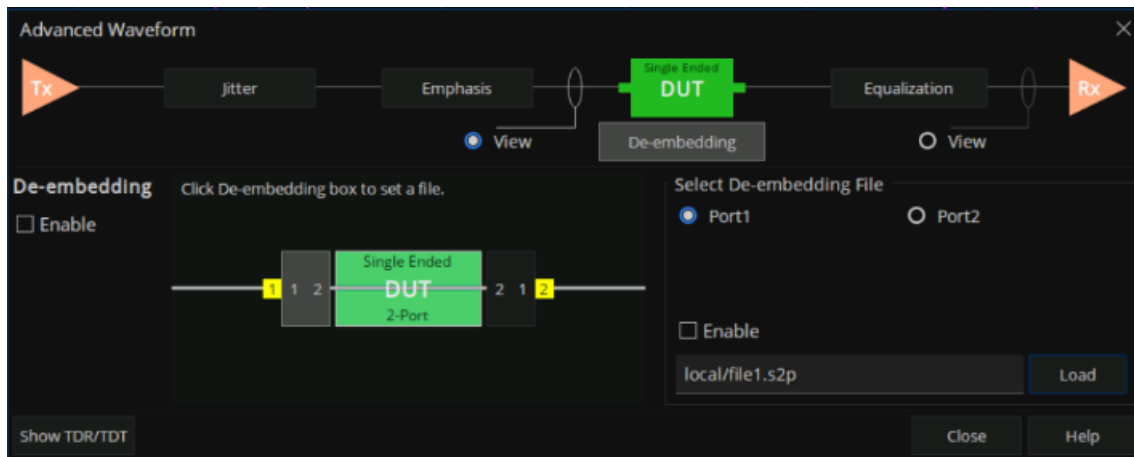 Advanced Waveform
Tx
Jitter
Emphasis
Single Ended
DUT
Equalization
Rx
View
De-embedding
View
De-embedding
Enable
Click De-embedding box to set a file.
1 1 2
Single Ended
DUT
2-Port
2 1 2
Select De-embedding File
Port1
Port2
Enable
local/file1.s2p
Load
Show TDR/TDT
Close
Help